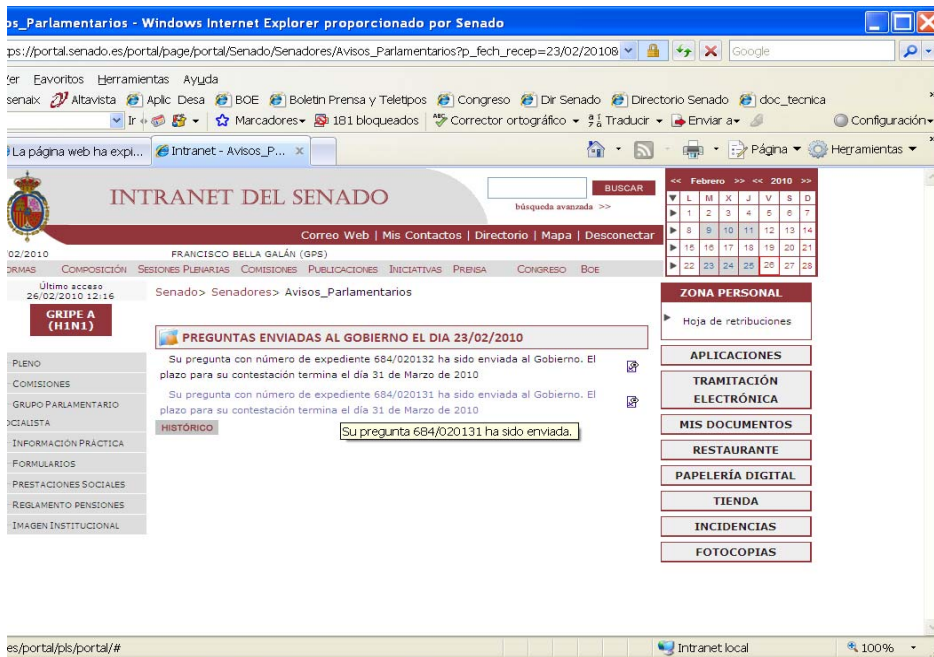 os_Parlamentarios - Windows Internet Explorer proporcionado por Senado
ps://portal.senado.es/portal/page/portal/Senado/Senadores/Avisos_Parlamentarios?p_fech_recep=23/02/20108
Google
Ver Favoritos Herramientas Ayuda
senaix Altavista Aplic Desa BOE Boletin Prensa y Teletipos Congreso Dir Senado Directorio Senado doc_tecnica
Ir Marcadores 181 bloqueados Corrector ortográfico Traducir Enviar a Configuración
La página web ha expi... Intranet - Avisos_P... Página Herramientas
INTRANET DEL SENADO
BUSCAR
búsqueda avanzada >>
Correo Web | Mis Contactos | Directorio | Mapa | Desconectar
02/2010 FRANCISCO BELLA GALÁN (GPS)
ORMAS COMPOSICIÓN SESIONES PLENARIAS COMISIONES PUBLICACIONES INICIATIVAS PRENSA CONGRESO BOE
<< Febrero >> << 2010 >>
L M X J V S D
1 2 3 4 5 6 7
8 9 10 11 12 13 14
15 16 17 18 19 20 21
22 23 24 25 26 27 28
Último acceso
26/02/2010 12:16
GRIPE A
(H1N1)
PLENO
COMISIONES
GRUPO PARLAMENTARIO
OCIALISTA
INFORMACIÓN PRÁCTICA
FORMULARIOS
PRESTACIONES SOCIALES
REGLAMENTO PENSIONES
IMAGEN INSTITUCIONAL
Senado> Senadores> Avisos_Parlamentarios
PREGUNTAS ENVIADAS AL GOBIERNO EL DIA 23/02/2010
Su pregunta con número de expediente 684/020132 ha sido enviada al Gobierno. El
plazo para su contestación termina el día 31 de Marzo de 2010
Su pregunta con número de expediente 684/020131 ha sido enviada al Gobierno. El
plazo para su contestación termina el día 31 de Marzo de 2010
HISTÓRICO
Su pregunta 684/020131 ha sido enviada.
ZONA PERSONAL
Hoja de retribuciones
APLICACIONES
TRAMITACIÓN
ELECTRÓNICA
MIS DOCUMENTOS
RESTAURANTE
PAPELERÍA DIGITAL
TIENDA
INCIDENCIAS
FOTOCOPIAS
es/portal/pls/portal/# Intranet local 100%